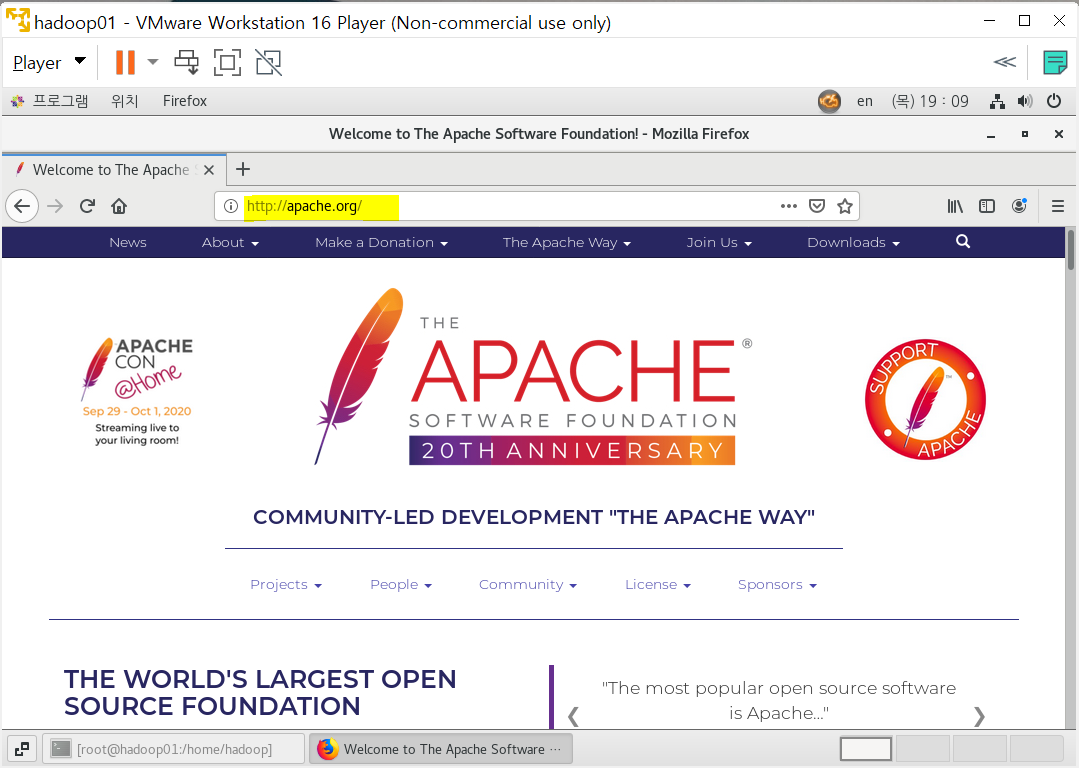 hadoop01 - VMware Workstation 16 Player (Non-commercial use only)
Player
프로그램 위치 Firefox en (목) 19 : 09
Welcome to The Apache Software Foundation! - Mozilla Firefox
Welcome to The Apache
http://apache.org/
News About Make a Donation The Apache Way Join Us Downloads
APACHE
CON
@Home
Sep 29 - Oct 1, 2020
Streaming live to
your living room!
THE
APACHE®
SOFTWARE FOUNDATION
20TH ANNIVERSARY
SUPPORT
APACHE
COMMUNITY-LED DEVELOPMENT "THE APACHE WAY"
Projects People Community License Sponsors
THE WORLD'S LARGEST OPEN
SOURCE FOUNDATION
"The most popular open source software
is Apache..."
[root@hadoop01:/home/hadoop] Welcome to The Apache Software ...